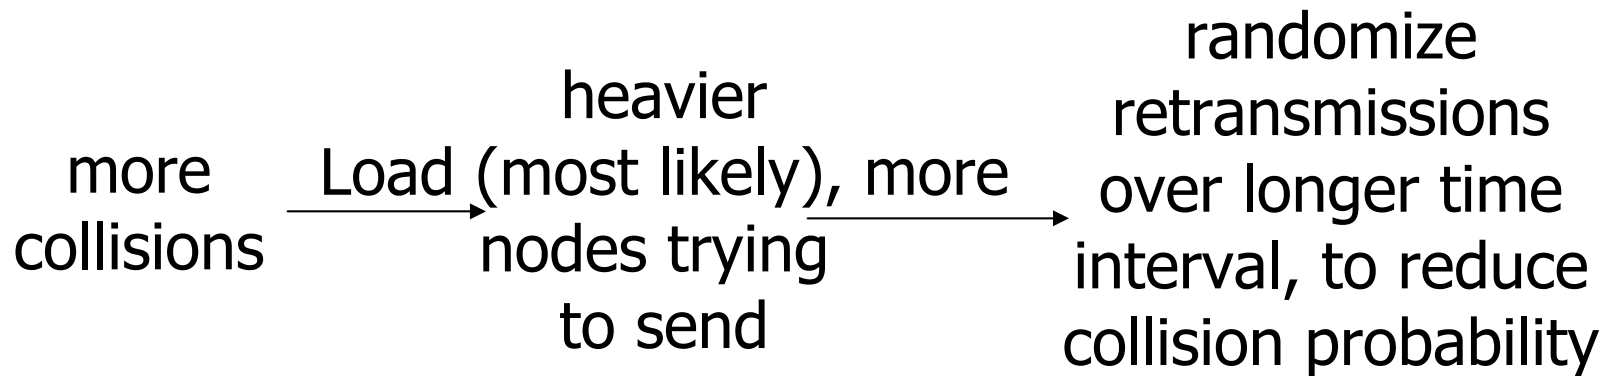 more
collisions
heavier
Load (most likely), more
nodes trying
to send
randomize
retransmissions
over longer time
interval, to reduce
collision probability